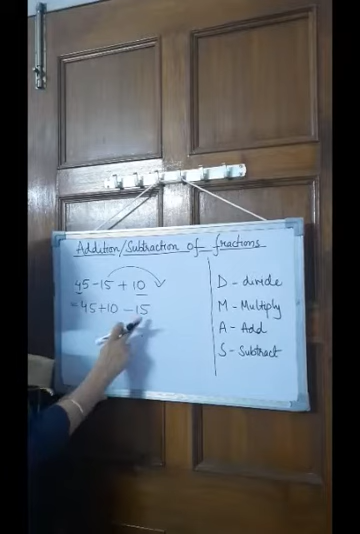 Addition/Subtraction of fractions
45 - 15 + 10
= 45 + 10 - 15
D - divide
M - Multiply
A - Add
S - Subtract